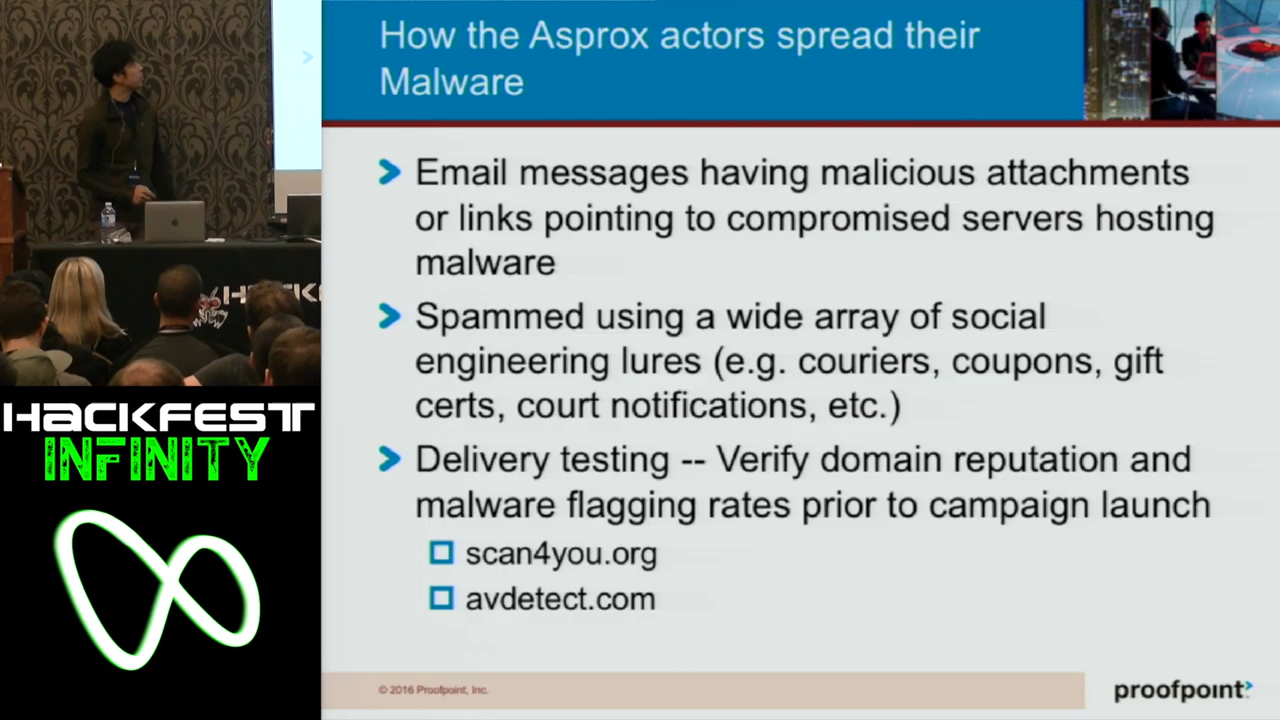 How the Asprox actors spread their
Malware
Email messages having malicious attachments
or links pointing to compromised servers hosting
malware
Spammed using a wide array of social
engineering lures (e.g. couriers, coupons, gift
certs, court notifications, etc.)
Delivery testing -- Verify domain reputation and
malware flagging rates prior to campaign launch
scan4you.org
avdetect.com
© 2016 Proofpoint, Inc.
proofpoint
HACKFEST
INFINITY